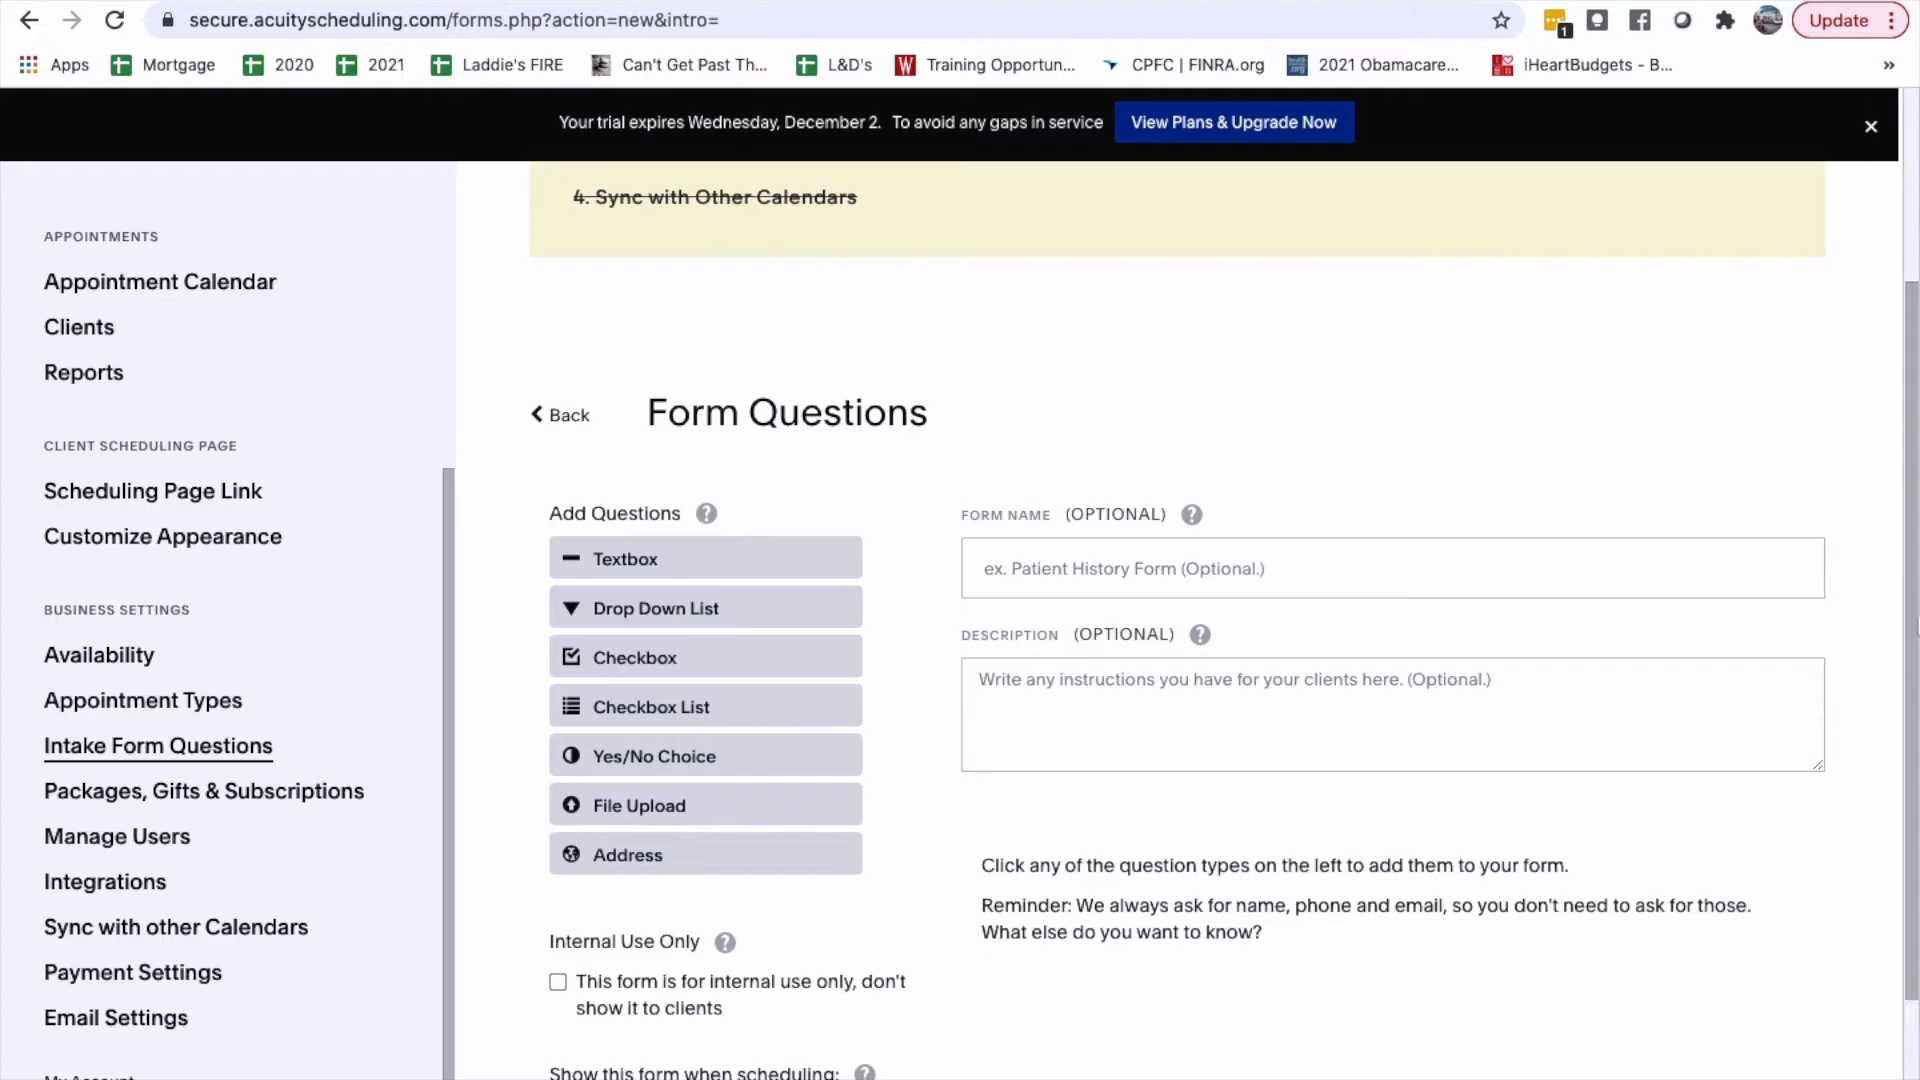 secure.acuityscheduling.com/forms.php?action=new&intro=
1
Update
Apps
Mortgage
2020
2021
Laddie's FIRE
Can't Get Past Th...
L&D's
W
Training Opportun...
CPFC | FINRA.org
2021 Obamacare...
iHeartBudgets - B...
»
Your trial expires Wednesday, December 2. To avoid any gaps in service
View Plans & Upgrade Now
4. Sync with Other Calendars
APPOINTMENTS
Appointment Calendar
Clients
Reports
CLIENT SCHEDULING PAGE
Scheduling Page Link
Customize Appearance
BUSINESS SETTINGS
Availability
Appointment Types
Intake Form Questions
Packages, Gifts & Subscriptions
Manage Users
Integrations
Sync with other Calendars
Payment Settings
Email Settings
My Account
Back
Form Questions
Add Questions ?
Textbox
Drop Down List
Checkbox
Checkbox List
Yes/No Choice
File Upload
Address
Internal Use Only ?
This form is for internal use only, don't
show it to clients
Show this form when scheduling: ?
FORM NAME (OPTIONAL) ?
ex. Patient History Form (Optional.)
DESCRIPTION (OPTIONAL) ?
Write any instructions you have for your clients here. (Optional.)
Click any of the question types on the left to add them to your form.
Reminder: We always ask for name, phone and email, so you don't need to ask for those.
What else do you want to know?